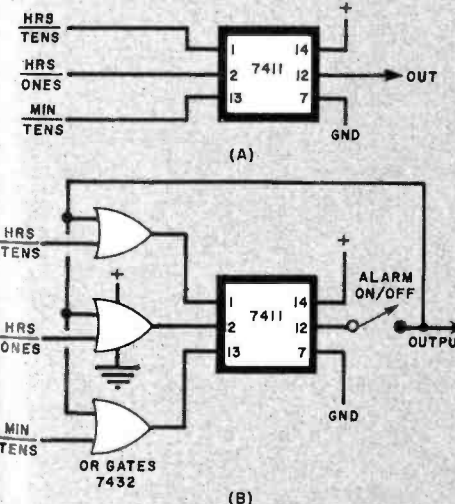 HRS
TENS
HRS
ONES
MIN
TENS
1
2
13
7411
14
12
7
+
OUT
GND
(A)
HRS
TENS
HRS
ONES
MIN
TENS
+
OR GATES
7432
1
2
13
7411
14
12
7
+
ALARM
ON/OFF
OUTPU
GND
(B)